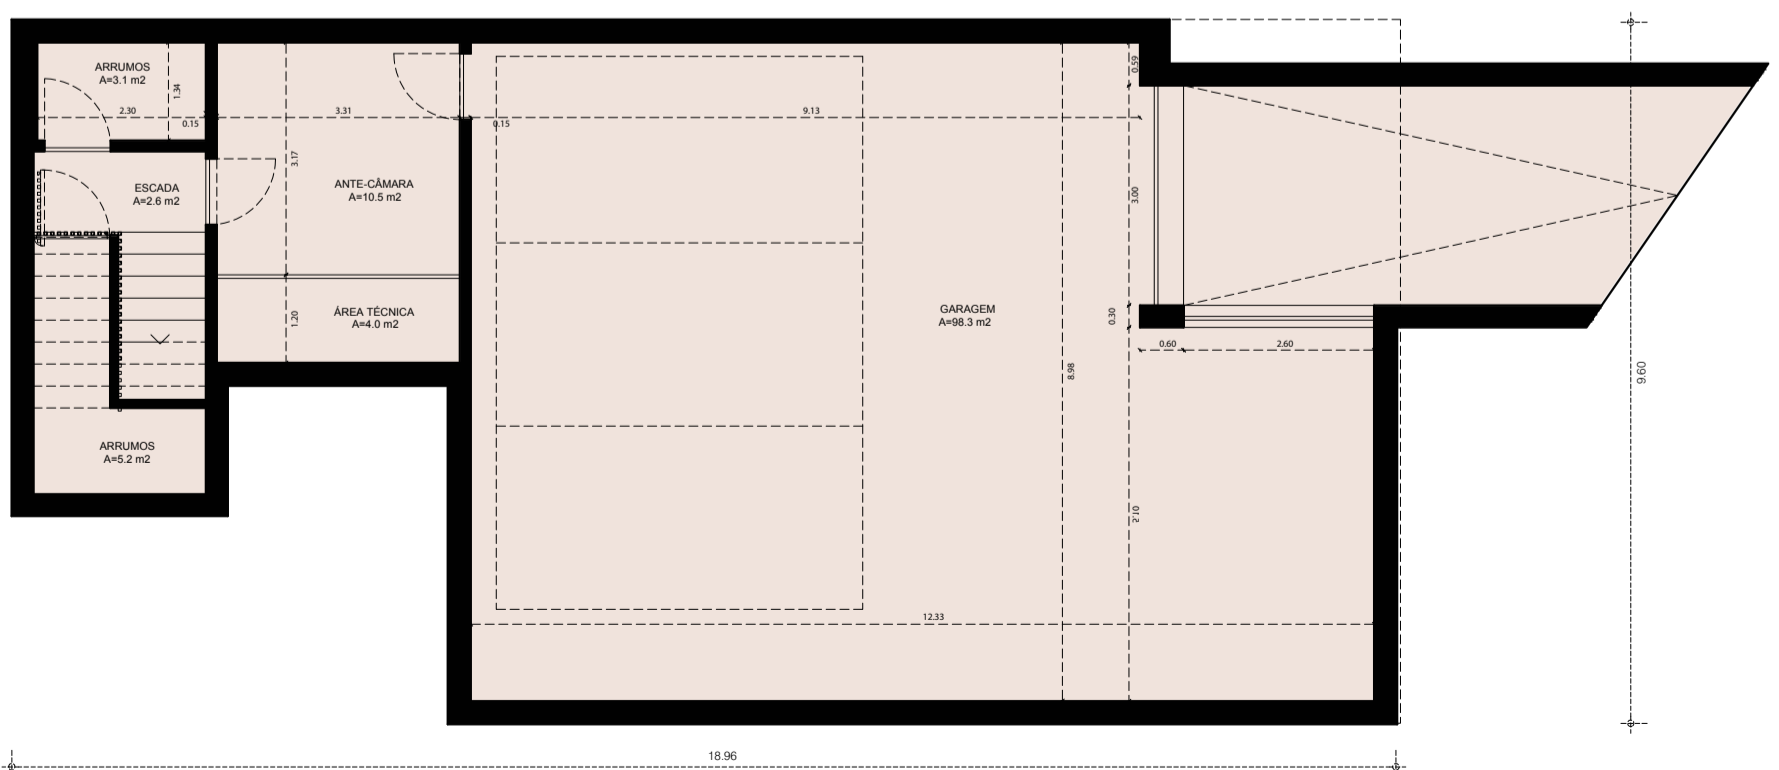 ARRUMOS
A=3.1 m2
1.34
2.30
0.15
3.31
0.15
9.13
0.59
3.17
ESCADA
A=2.6 m2
ANTE-CÂMARA
A=10.5 m2
3.00
ÁREA TÉCNICA
A=4.0 m2
1.20
GARAGEM
A=98.3 m2
0.30
0.60
2.60
8.98
9.60
ARRUMOS
A=5.2 m2
2.10
12.33
18.96